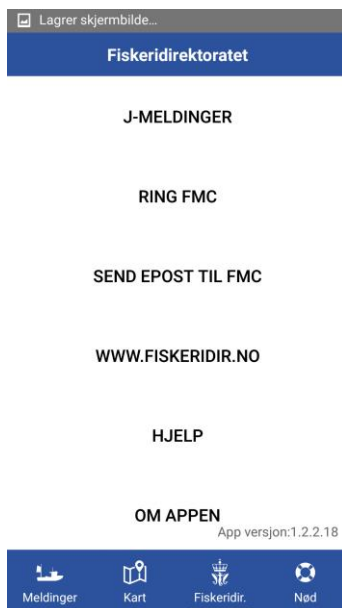 Lagrer skjermbilde…
Fiskeridirektoratet
J-MELDINGER
RING FMC
SEND EPOST TIL FMC
WWW.FISKERIDIR.NO
HJELP
OM APPEN
App versjon:1.2.2.18
Meldinger Kart Fiskeridir. Nød